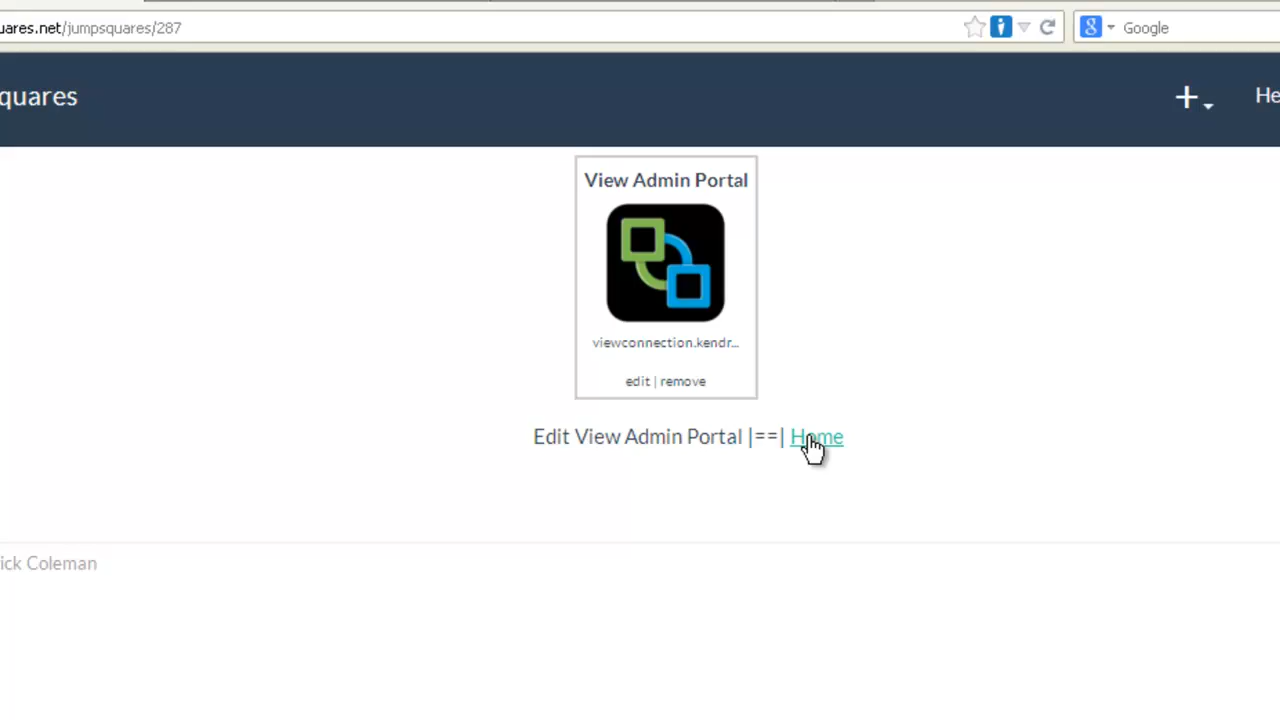 uares.net/jumpsquares/287
Google
quares
He
View Admin Portal
viewconnection.kendr...
edit | remove
Edit View Admin Portal |==| Home
ick Coleman